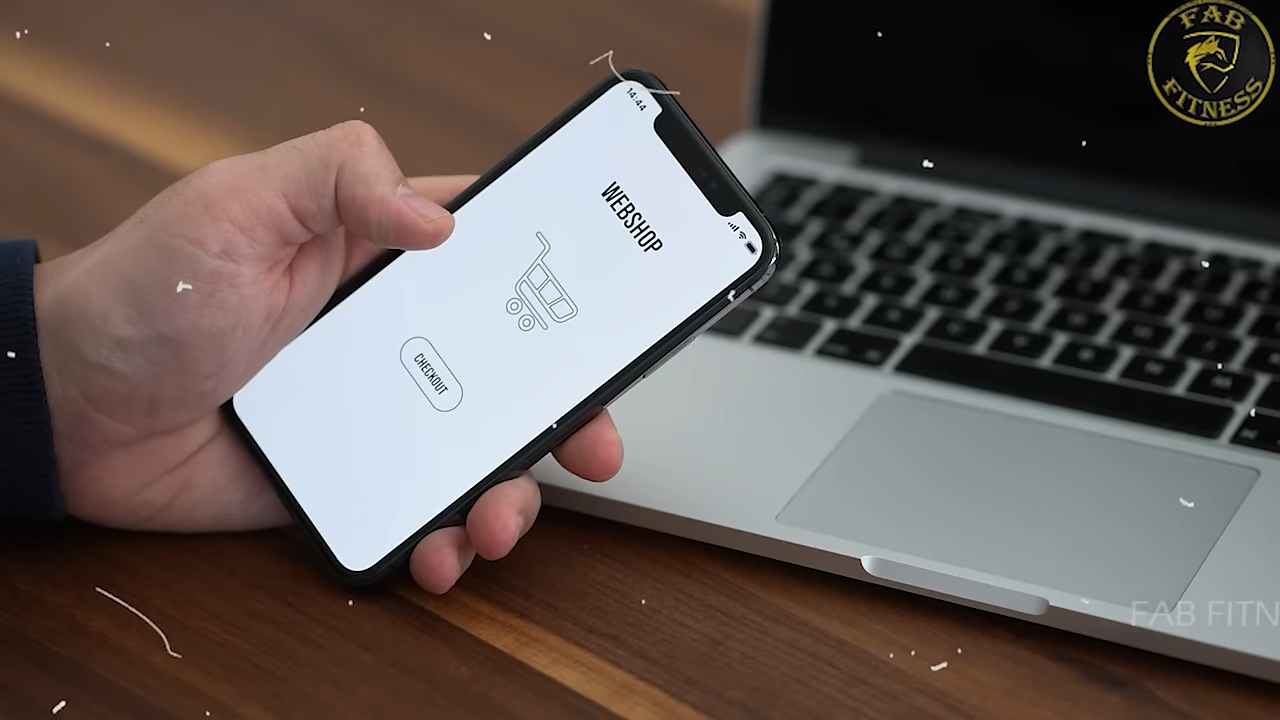 FAB
FITNESS
14:44
WEBSHOP
CHECKOUT
FAB FITN